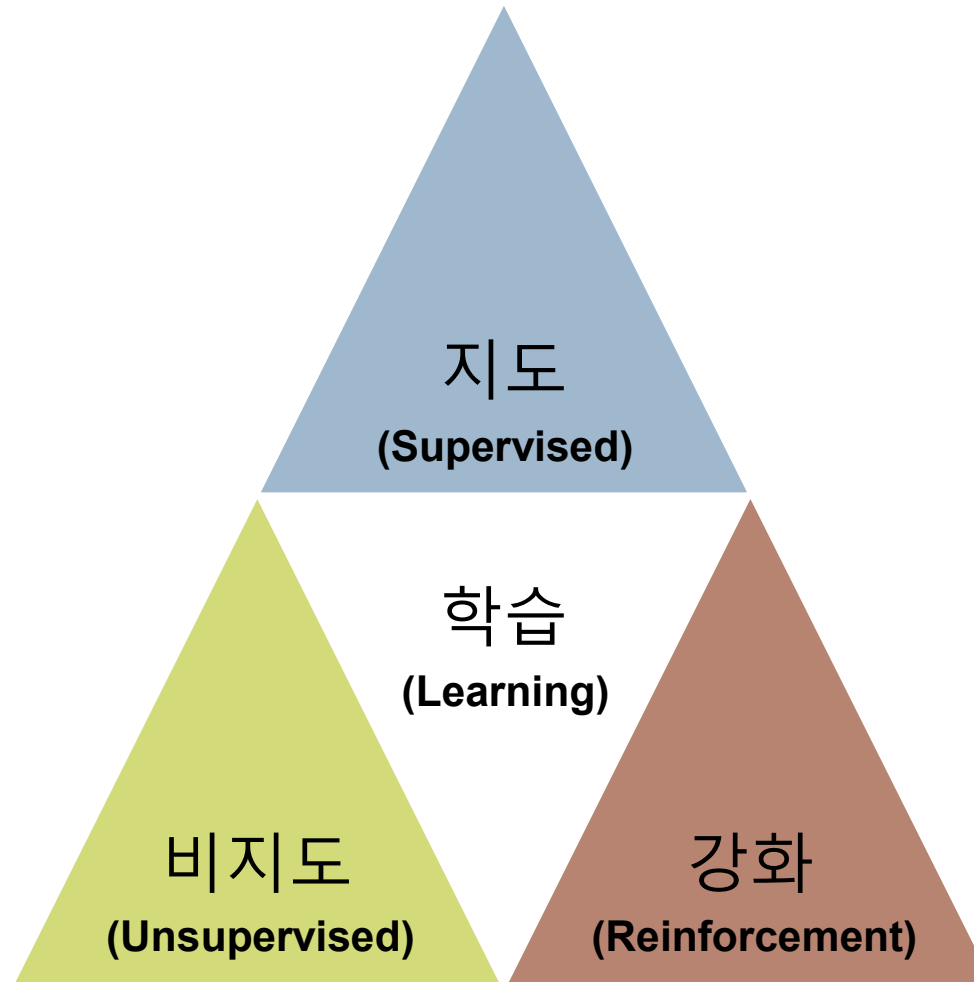 지도
(Supervised)
학습
(Learning)
비지도
(Unsupervised)
강화
(Reinforcement)